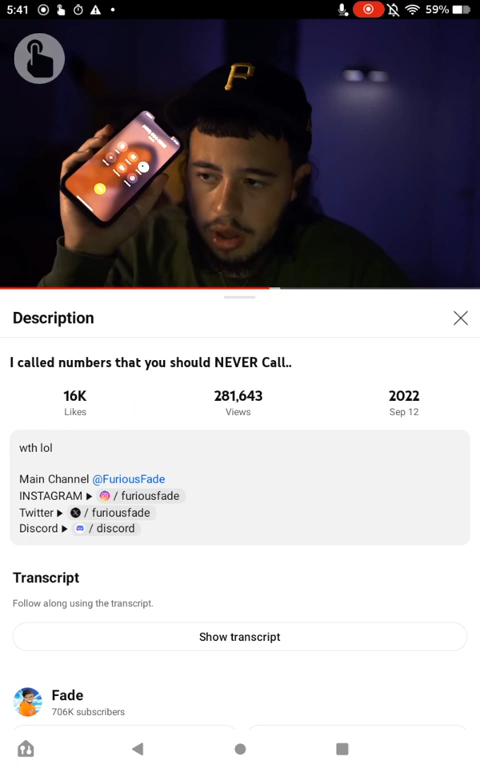 5:41
59%
P
Description
I called numbers that you should NEVER Call..
16K
281,643
2022
Likes
Views
Sep 12
wth lol
Main Channel @FuriousFade
INSTAGRAM ▶ / furiousfade
Twitter ▶ X / furiousfade
Discord ▶ / discord
Transcript
Follow along using the transcript.
Show transcript
Fade
706K subscribers